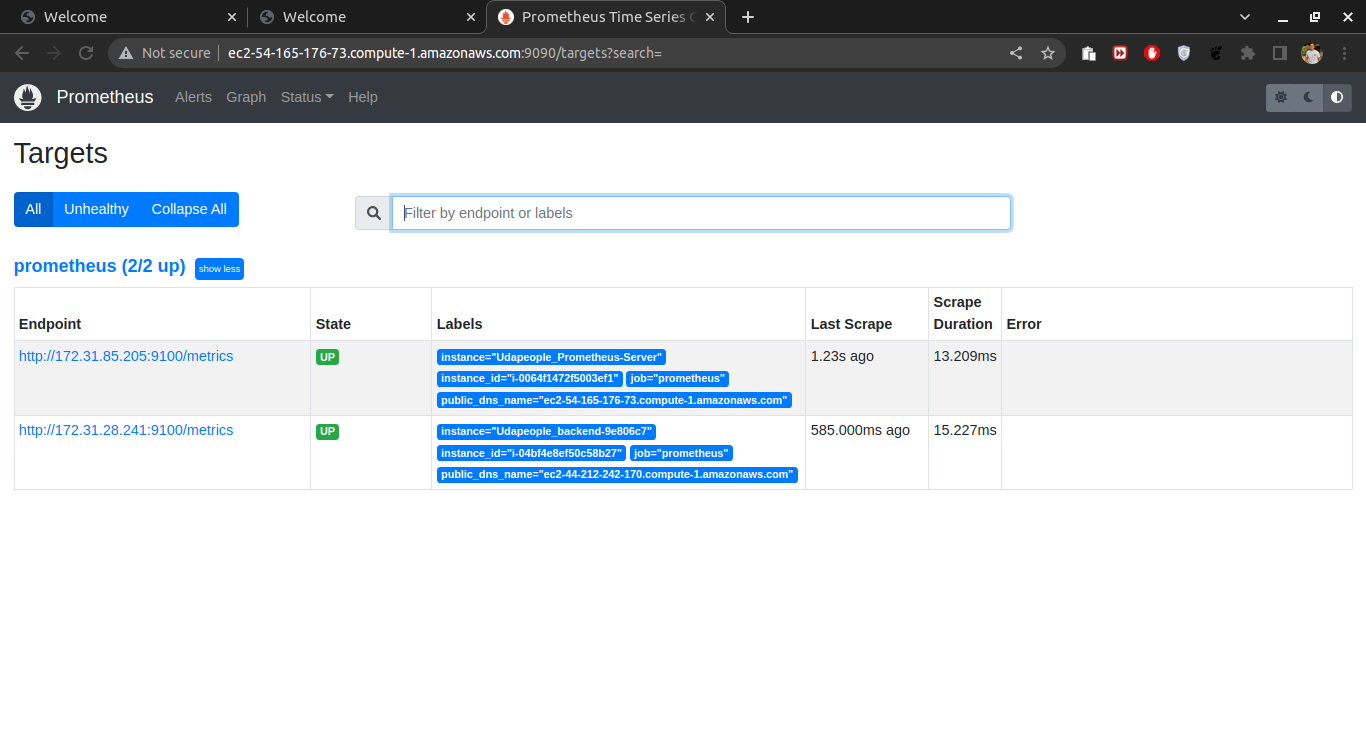 Welcome
Welcome
Prometheus Time Series C
Not secure
ec2-54-165-176-73.compute-1.amazonaws.com:9090/targets?search=
Prometheus
Alerts
Graph
Status
Help
Targets
All
Unhealthy
Collapse All
Filter by endpoint or labels
prometheus (2/2 up)
show less
Endpoint
State
Labels
Last Scrape
Scrape
Duration
Error
http://172.31.85.205:9100/metrics
UP
instance="Udapeople_Prometheus-Server"
instance_id="i-0064f1472f5003ef1" job="prometheus"
public_dns_name="ec2-54-165-176-73.compute-1.amazonaws.com"
1.23s ago
13.209ms
http://172.31.28.241:9100/metrics
UP
instance="Udapeople_backend-9e806c7"
instance_id="i-04bf4e8ef50c58b27" job="prometheus"
public_dns_name="ec2-44-212-242-170.compute-1.amazonaws.com"
585.000ms ago
15.227ms